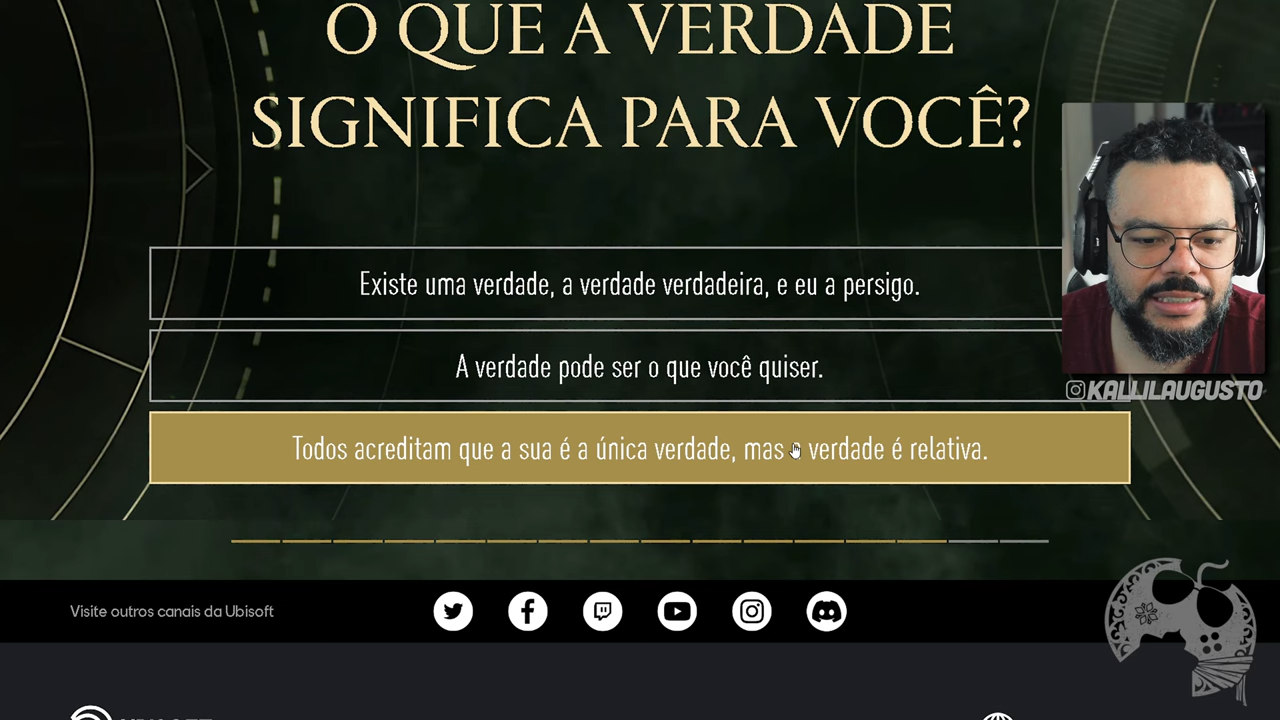 O QUE A VERDADE
SIGNIFICA PARA VOCÊ?
Existe uma verdade, a verdade verdadeira, e eu a persigo.
A verdade pode ser o que você quiser.
KALLILAUGUSTO
Todos acreditam que a sua é a única verdade, mas a verdade é relativa.
Visite outros canais da Ubisoft